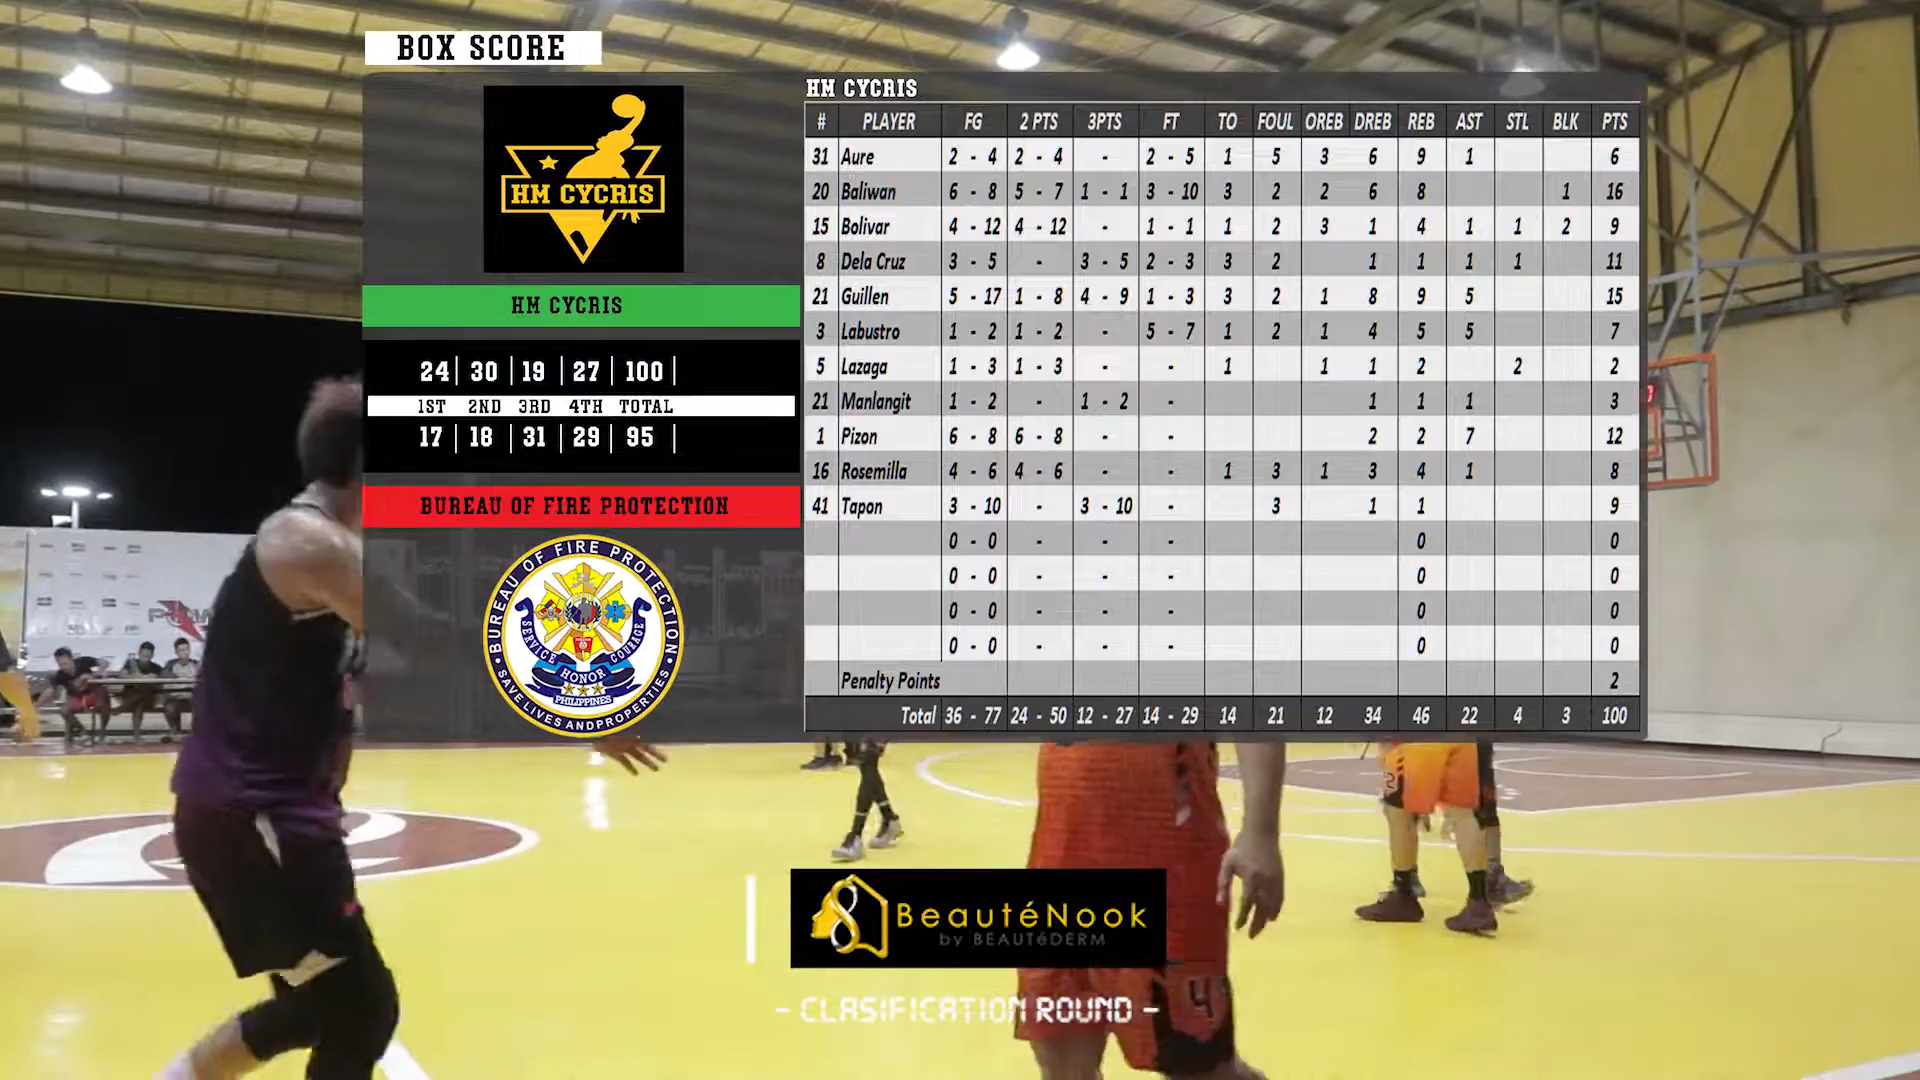 BOX SCORE
HM CYCRIS
HM CYCRIS
24 | 30 | 19 | 27 | 100 |
1ST 2ND 3RD 4TH TOTAL
17 | 18 | 31 | 29 | 95 |
BUREAU OF FIRE PROTECTION
BUREAU OF FIRE PROTECTION
SERVICE HONOR COURAGE
PHILIPPINES
SAVE LIVES AND PROPERTIES
HM CYCRIS
# PLAYER FG 2 PTS 3PTS FT TO FOUL OREB DREB REB AST STL BLK PTS
31 Aure 2 - 4 2 - 4 - 2 - 5 1 5 3 6 9 1 6
20 Baliwan 6 - 8 5 - 7 1 - 1 3 - 10 3 2 2 6 8 1 16
15 Bolivar 4 - 12 4 - 12 - 1 - 1 1 2 3 1 4 1 1 2 9
8 Dela Cruz 3 - 5 - 3 - 5 2 - 3 3 2 1 1 1 1 11
21 Guillen 5 - 17 1 - 8 4 - 9 1 - 3 3 2 1 8 9 5 15
3 Labustro 1 - 2 1 - 2 - 5 - 7 1 2 1 4 5 5 7
5 Lazaga 1 - 3 1 - 3 - - 1 1 1 2 2 2
21 Manlangit 1 - 2 - 1 - 2 - 1 1 1 3
1 Pizon 6 - 8 6 - 8 - - 2 2 7 12
16 Rosemilla 4 - 6 4 - 6 - - 1 3 1 3 4 1 8
41 Tapon 3 - 10 - 3 - 10 - 3 1 1 9
0 - 0 - - - 0 0
0 - 0 - - - 0 0
0 - 0 - - - 0 0
0 - 0 - - - 0 0
Penalty Points 2
Total 36 - 77 24 - 50 12 - 27 14 - 29 14 21 12 34 46 22 4 3 100
BeautéNook
by BEAUTéDERM
- CLASIFICATION ROUND -